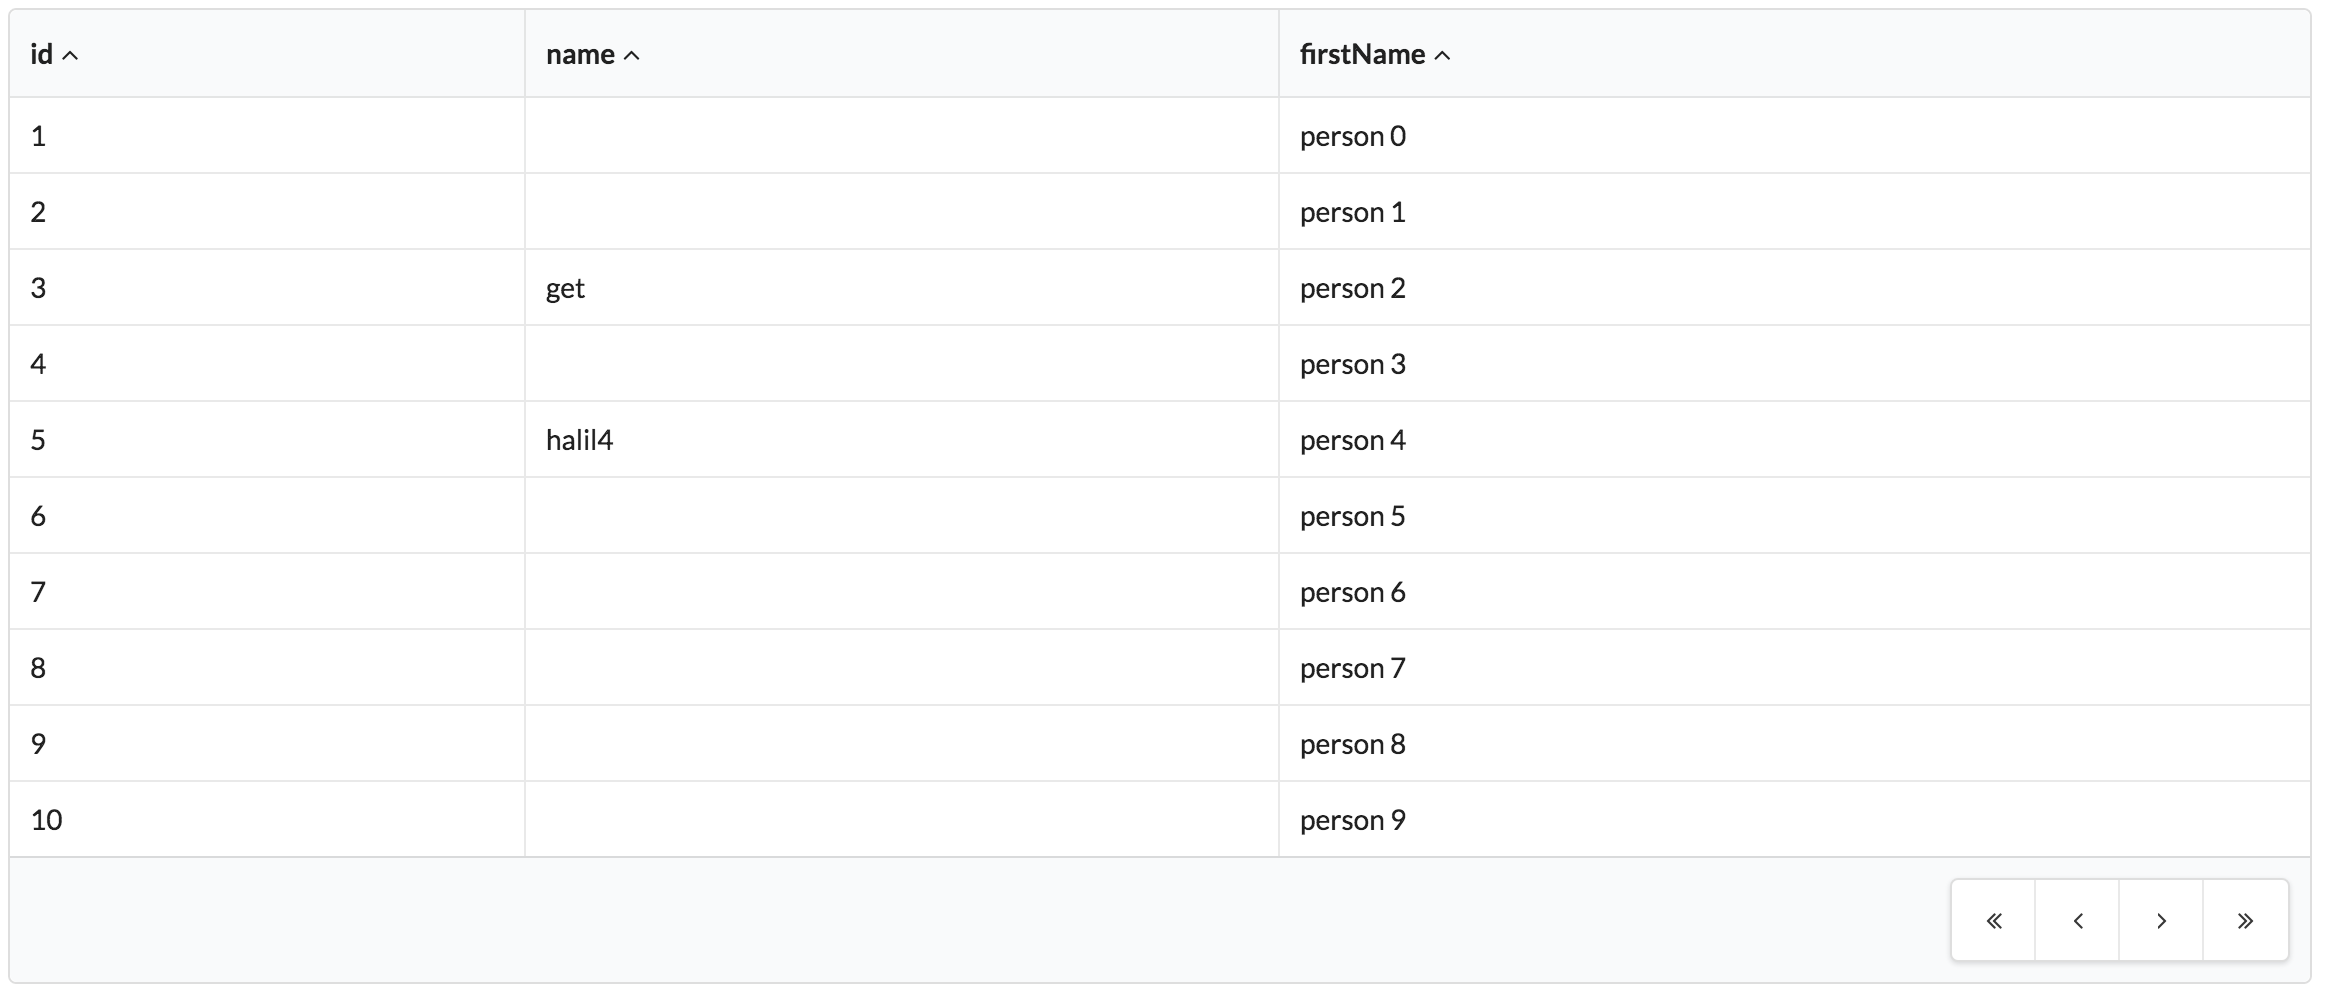 id name firstName
1 person 0
2 person 1
3 get person 2
4 person 3
5 halil4 person 4
6 person 5
7 person 6
8 person 7
9 person 8
10 person 9
« ‹ › »